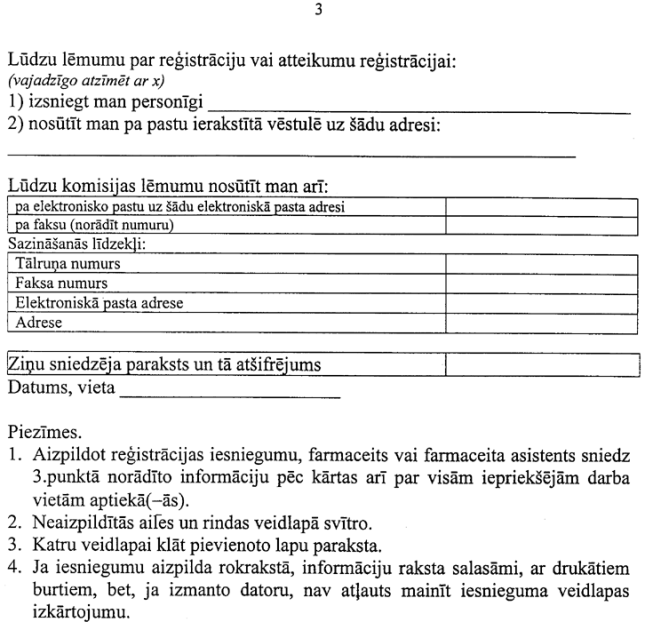 3
Lūdzu lēmumu par reģistrāciju vai atteikumu reģistrācijai:
(vajadzīgo atzīmēt ar x)
1) izsniegt man personīgi
2) nosūtīt man pa pastu ierakstītā vēstulē uz šādu adresi:
Lūdzu komisijas lēmumu nosūtīt man arī:
pa elektronisko pastu uz šādu elektroniskā pasta adresi
pa faksu (norādīt numuru)
Sazināšanās līdzekļi:
Tālruņa numurs
Faksa numurs
Elektroniskā pasta adrese
Adrese
Ziņu sniedzēja paraksts un tā atšifrējums
Datums, vieta
Piezīmes.
1. Aizpildot reģistrācijas iesniegumu, farmaceits vai farmaceita asistents sniedz
3.punktā norādīto informāciju pēc kārtas arī par visām iepriekšējām darba
vietām aptiekā(–ās).
2. Neaizpildītās ailes un rindas veidlapā svītro.
3. Katru veidlapai klāt pievienoto lapu paraksta.
4. Ja iesniegumu aizpilda rokrakstā, informāciju raksta salasāmi, ar drukātiem
burtiem, bet, ja izmanto datoru, nav atļauts mainīt iesnieguma veidlapas
izkārtojumu.